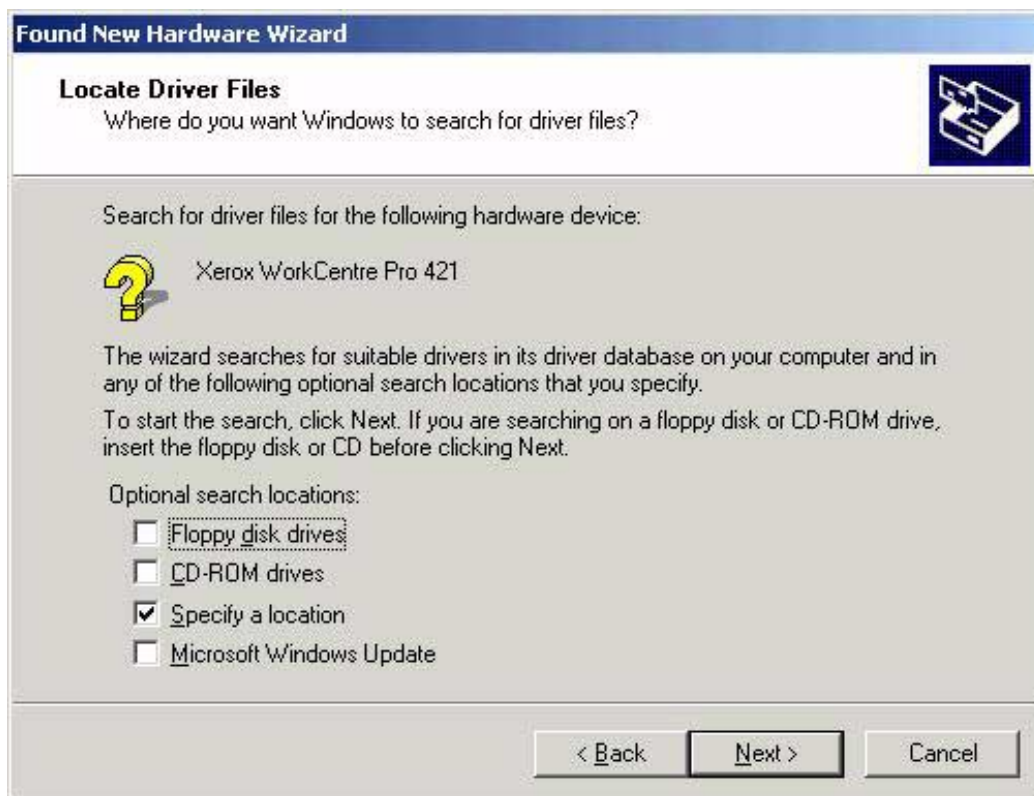 Found New Hardware Wizard
Locate Driver Files
Where do you want Windows to search for driver files?
Search for driver files for the following hardware device:
Xerox WorkCentre Pro 421
The wizard searches for suitable drivers in its driver database on your computer and in
any of the following optional search locations that you specify.
To start the search, click Next. If you are searching on a floppy disk or CD-ROM drive,
insert the floppy disk or CD before clicking Next.
Optional search locations:
Floppy disk drives
CD-ROM drives
Specify a location
Microsoft Windows Update
< Back Next > Cancel